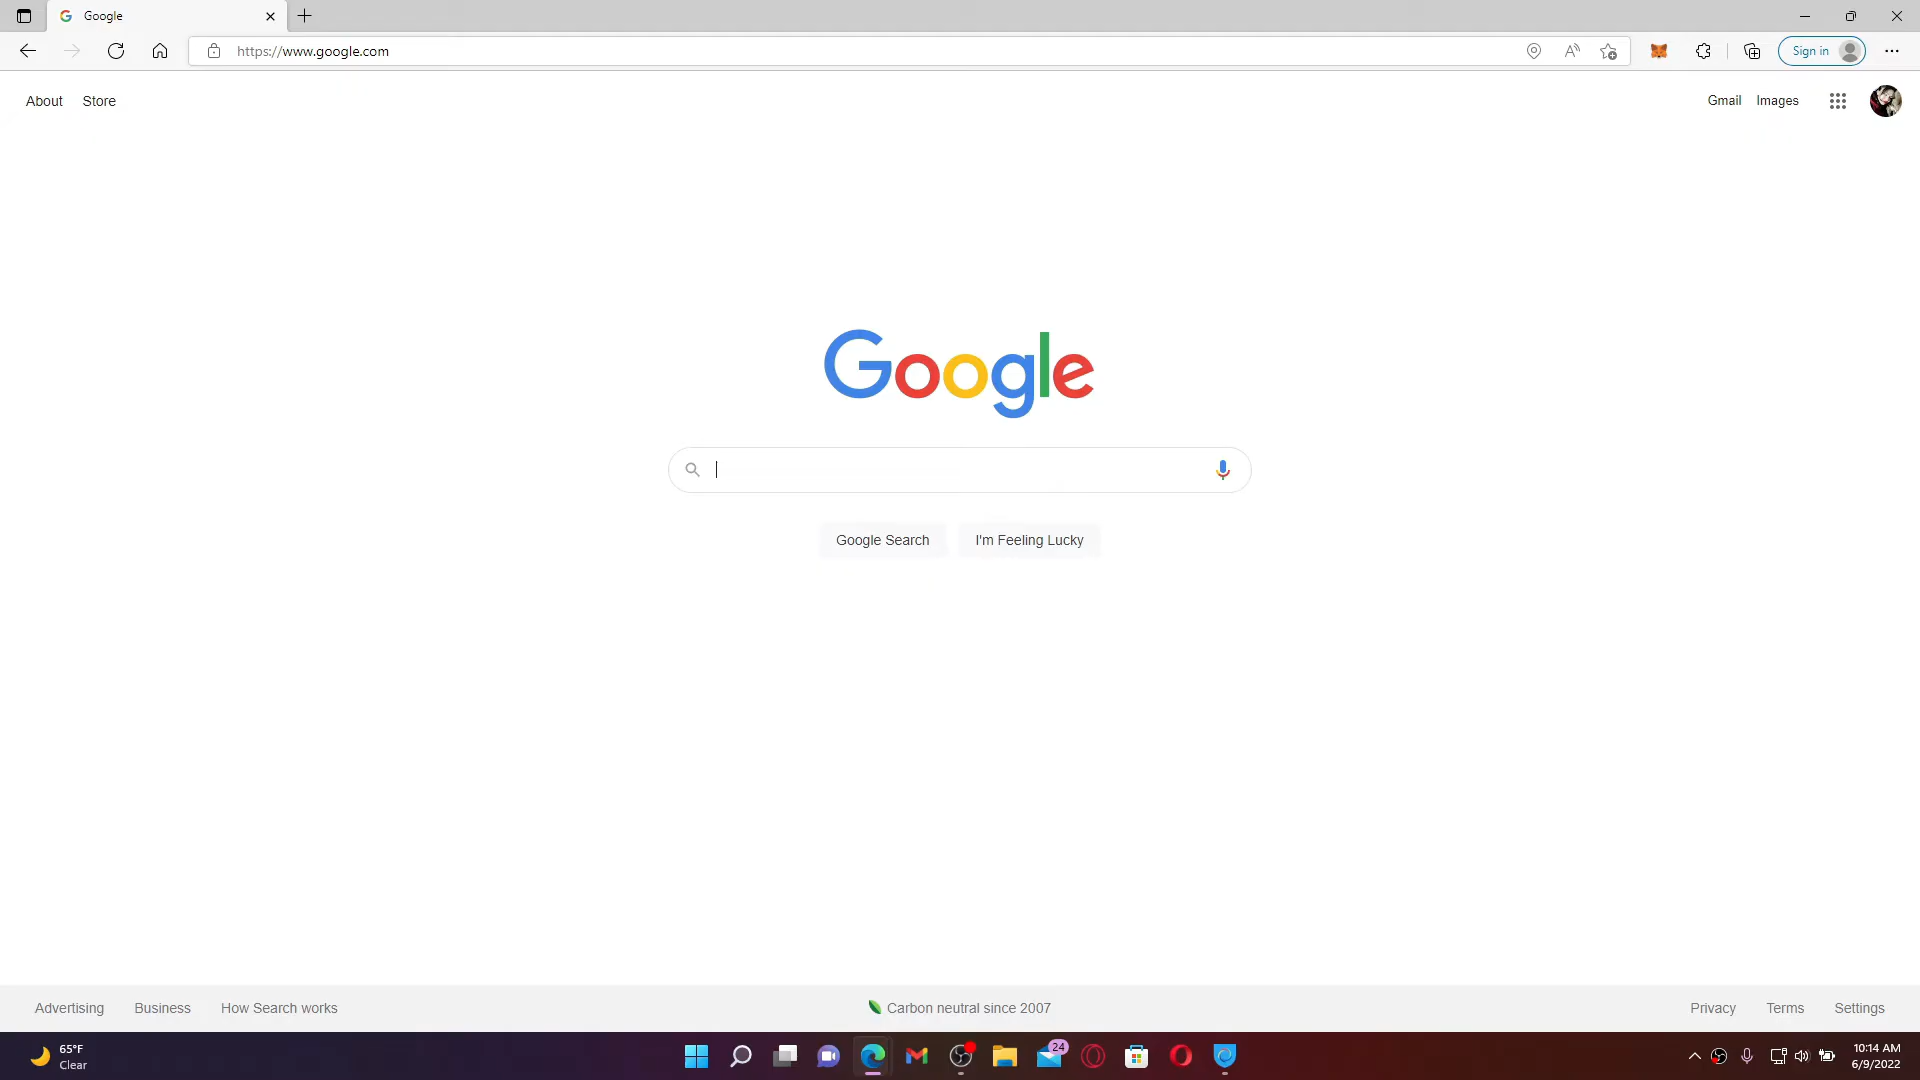 Google
https://www.google.com
Sign in
About Store
Gmail Images
Google
Google Search I'm Feeling Lucky
Advertising Business How Search works
Carbon neutral since 2007
Privacy Terms Settings
65°F
Clear
24
10:14 AM
6/9/2022